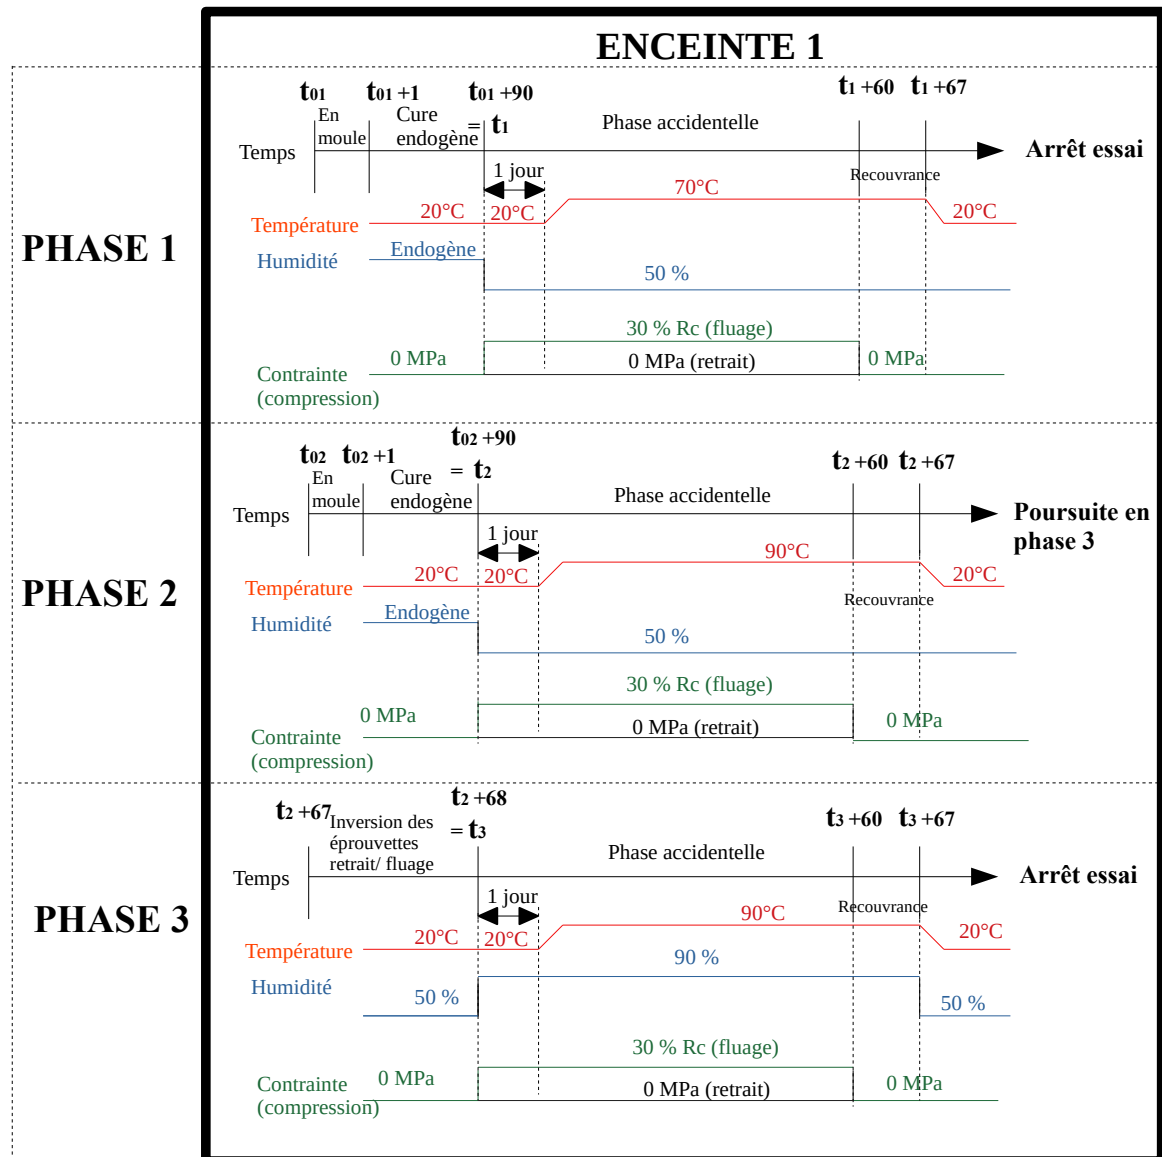 ENCEINTE 1
PHASE 1
t01
t01 +1
t01 +90
= t1
t1 +60
t1 +67
En
moule
Cure
endogène
Phase accidentelle
Temps
Arrêt essai
1 jour
Recouvrance
70°C
20°C
20°C
20°C
Température
Humidité
Endogène
50 %
30 % Rc (fluage)
0 MPa
0 MPa (retrait)
0 MPa
Contrainte
(compression)
PHASE 2
t02
t02 +1
t02 +90
= t2
t2 +60
t2 +67
En
moule
Cure
endogène
Phase accidentelle
Temps
Poursuite en
phase 3
1 jour
90°C
20°C
20°C
20°C
Température
Recouvrance
Humidité
Endogène
50 %
30 % Rc (fluage)
0 MPa
0 MPa (retrait)
0 MPa
Contrainte
(compression)
PHASE 3
t2 +67
t2 +68
= t3
t3 +60
t3 +67
Inversion des
éprouvettes
retrait/ fluage
Phase accidentelle
Temps
Arrêt essai
1 jour
Recouvrance
90°C
20°C
20°C
20°C
Température
Humidité
90 %
50 %
50 %
30 % Rc (fluage)
0 MPa
0 MPa (retrait)
0 MPa
Contrainte
(compression)